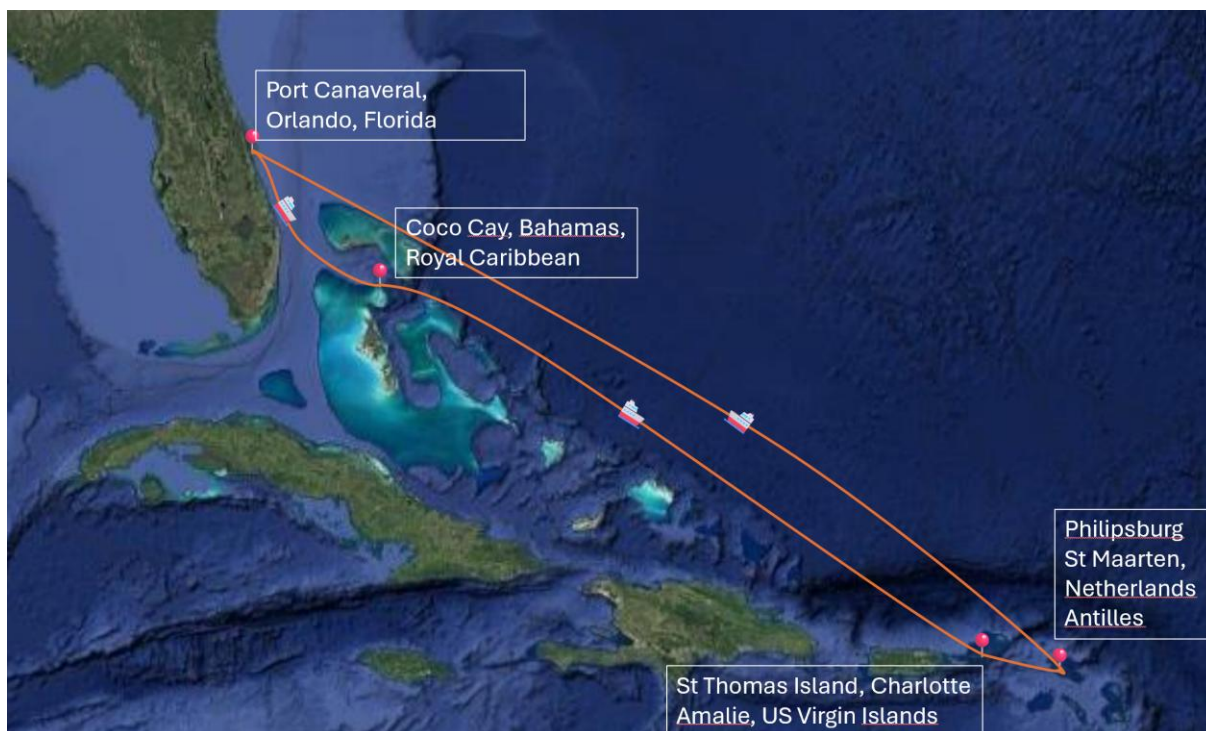 Port Canaveral,
Orlando, Florida
Coco Cay, Bahamas,
Royal Caribbean
Philipsburg
St Maarten,
Netherlands
Antilles
St Thomas Island, Charlotte
Amalie, US Virgin Islands